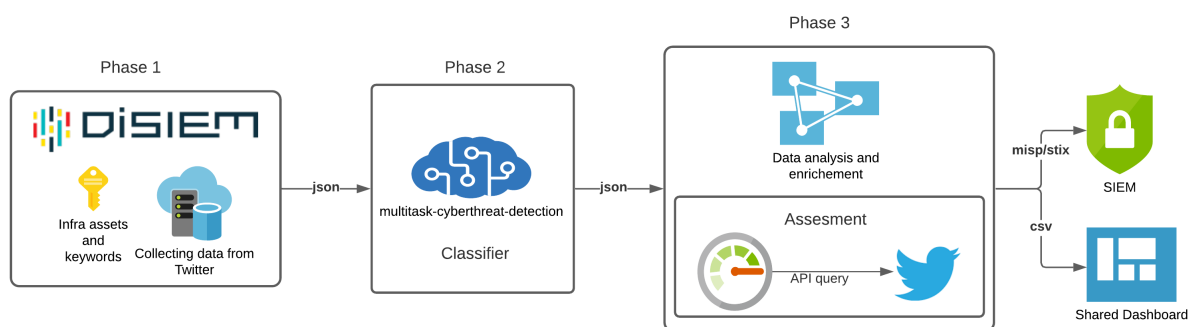 Phase 1
DiSIEM
Infra assets
and
keywords
Collecting data from
Twitter
json
Phase 2
multitask-cyberthreat-detection
Classifier
json
Phase 3
Data analysis and
enrichement
Assesment
API query
misp/stix
SIEM
csv
Shared Dashboard